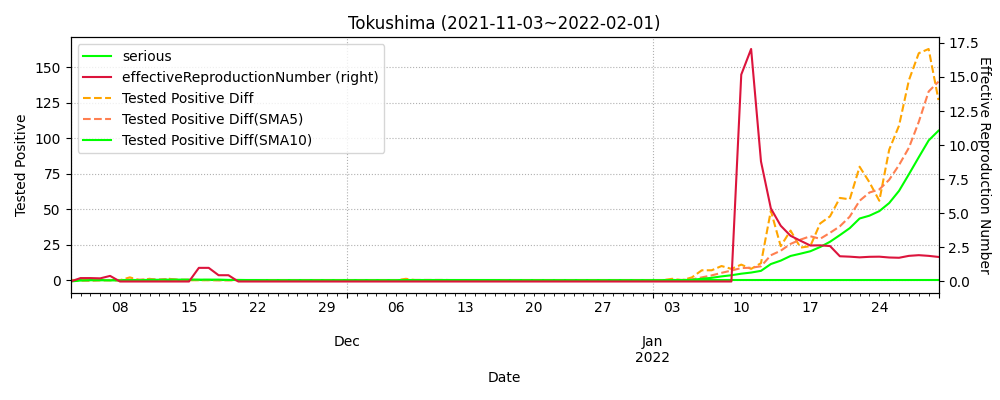 Tokushima (2021-11-03~2022-02-01)
serious
effectiveReproductionNumber (right)
Tested Positive Diff
Tested Positive Diff(SMA5)
Tested Positive Diff(SMA10)
Tested Positive
150
125
100
75
50
25
0
17.5
15.0
12.5
10.0
7.5
5.0
2.5
0.0
Effective Reproduction Number
08 15 22 29 06 13 20 27 03 10 17 24
Dec Jan
2022
Date